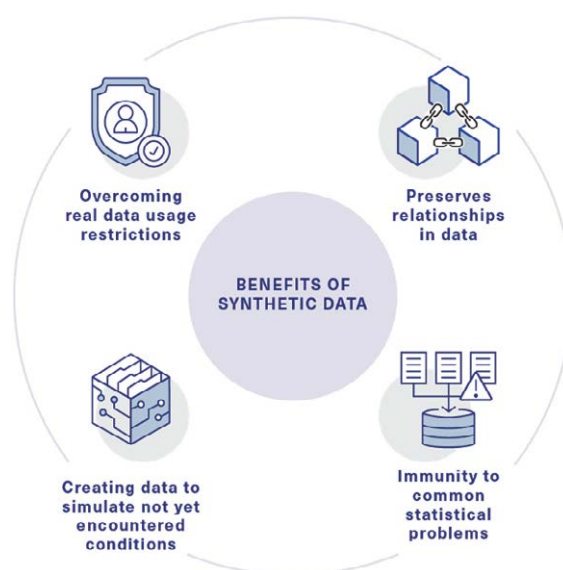 Overcoming
real data usage
restrictions
Preserves
relationships
in data
BENEFITS OF
SYNTHETIC DATA
Creating data to
simulate not yet
encountered
conditions
Immunity to
common
statistical
problems